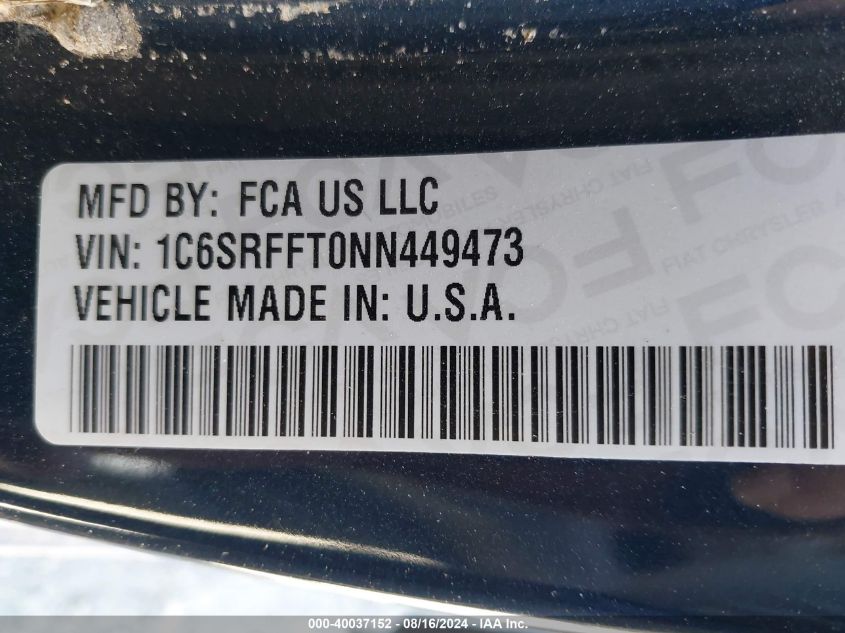 MFD BY: FCA US LLC
VIN: 1C6SRFFT0NN449473
VEHICLE MADE IN: U.S.A.
000-40037152 - 08/16/2024 - IAA Inc.